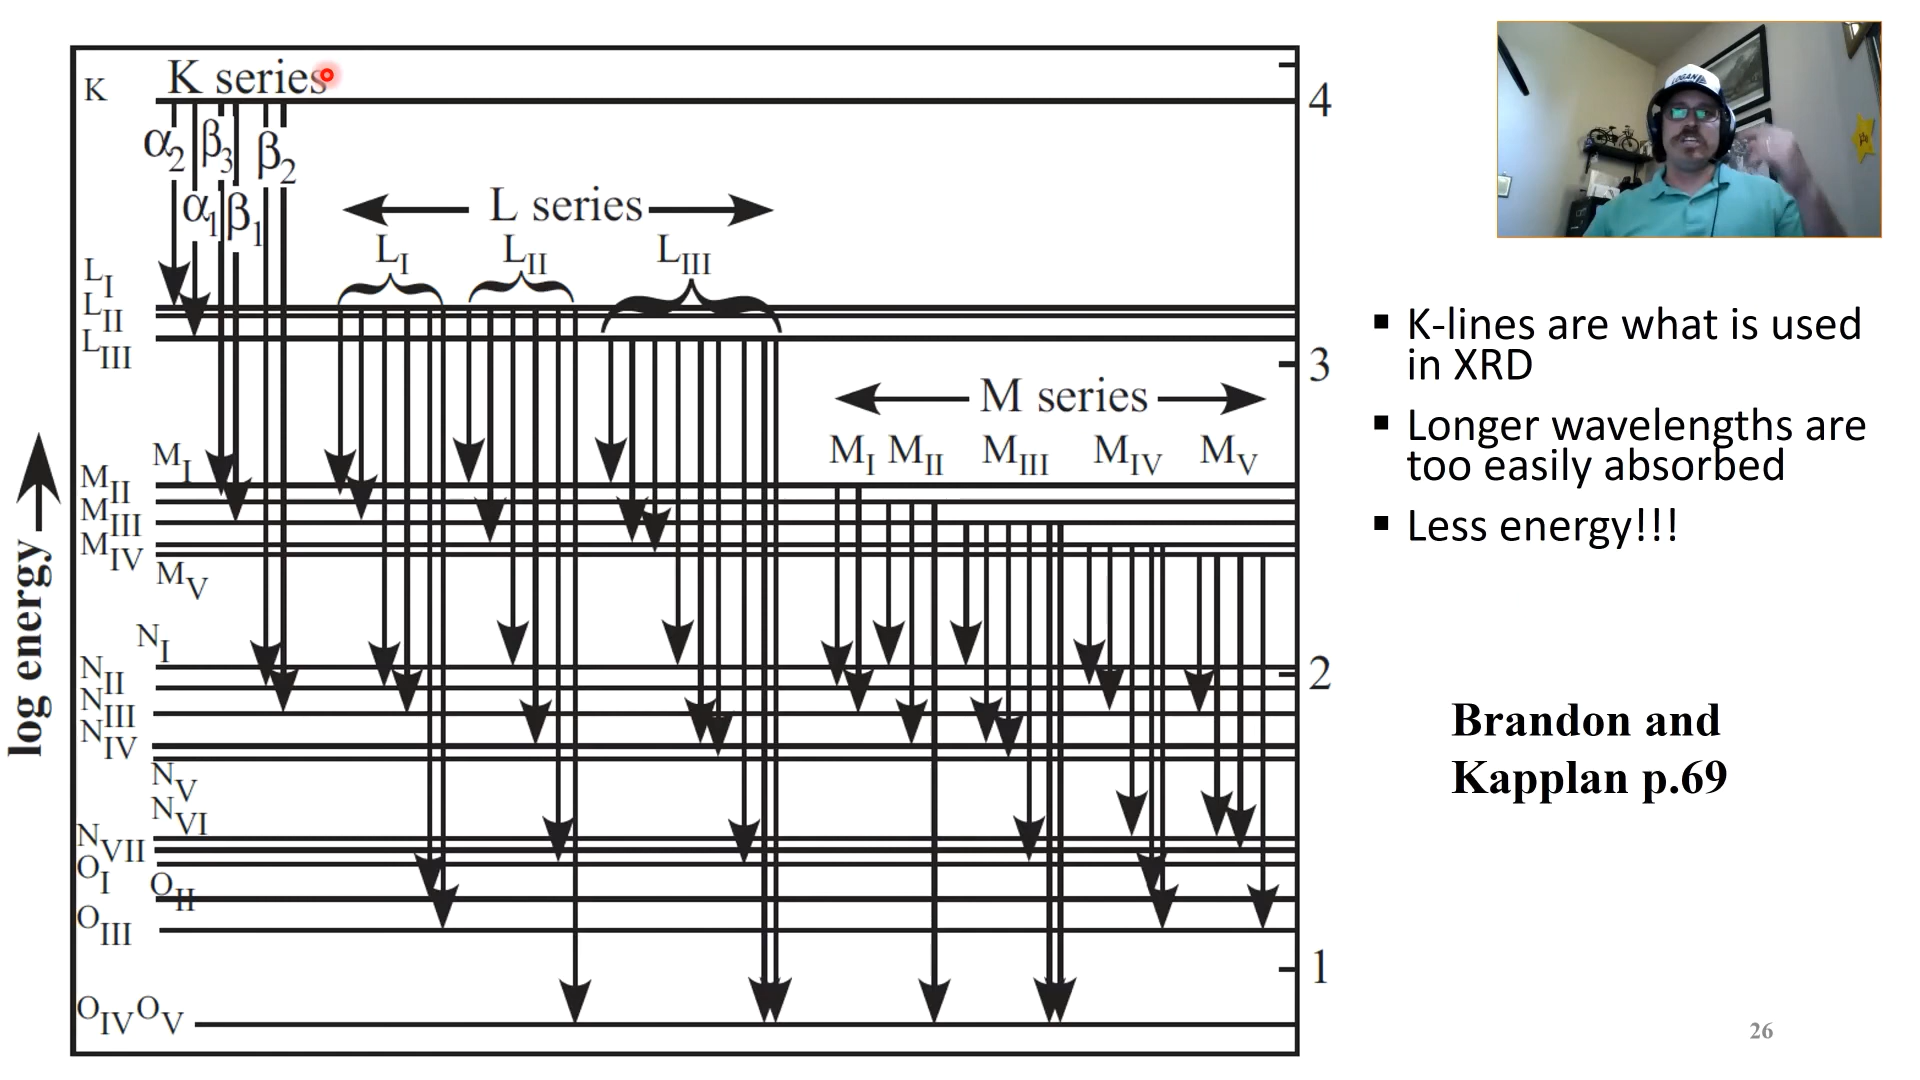 K series
K
4
α2
β3
β2
α1
β1
L series
LI
LII
LIII
LI
LII
LIII
3
M series
MI
MII
MIII
MIV
MV
MI
MII
MIII
MIV
MV
log energy
NI
NII
NIII
NIV
2
NV
NVI
NVII
OI
OII
OIII
1
OIV OV
LOGAN
▪ K-lines are what is used
in XRD
▪ Longer wavelengths are
too easily absorbed
▪ Less energy!!!
Brandon and
Kapplan p.69
26